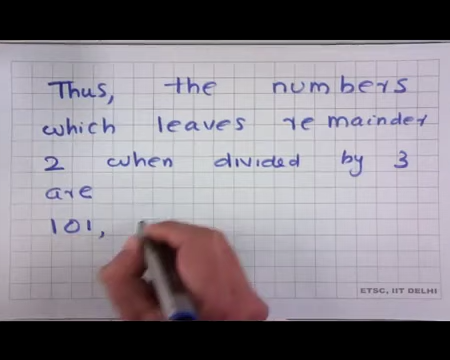 Thus, the numbers
which leaves remainder
2 when divided by 3
are
101,
ETSC, IIT DELHI